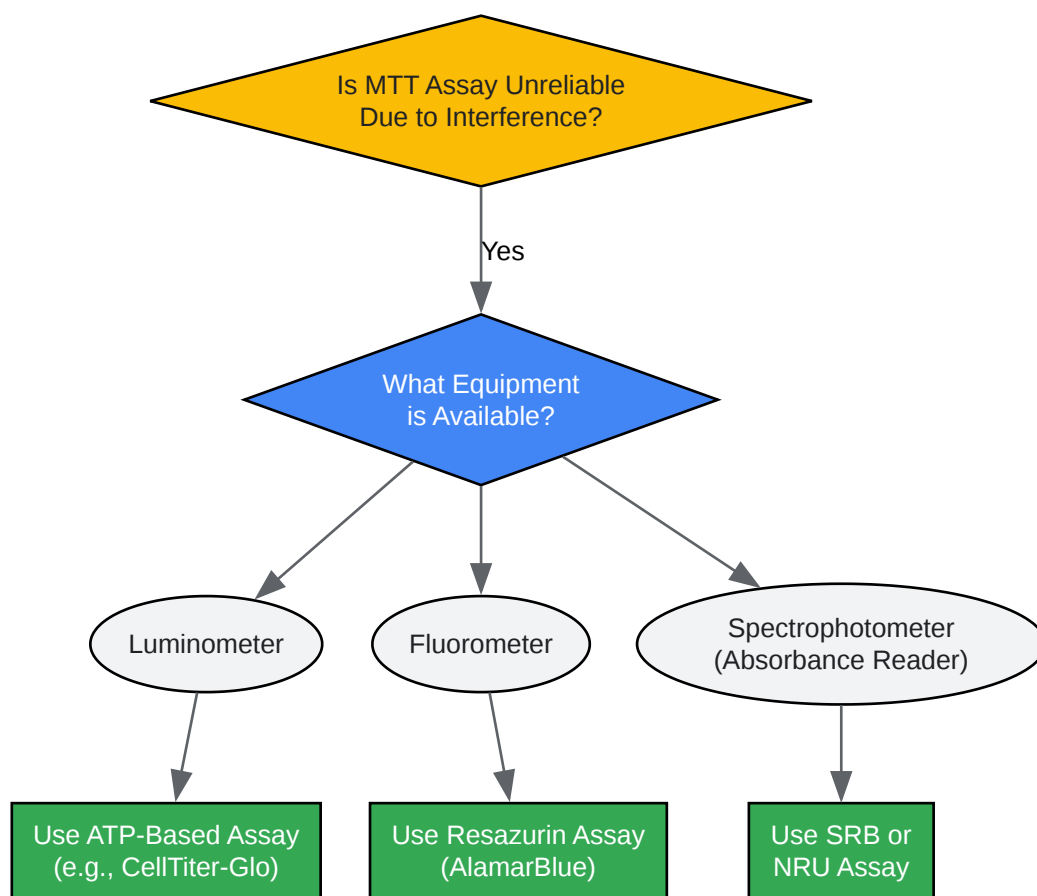 Is MTT Assay Unreliable
Due to Interference?
Yes
What Equipment
is Available?
Luminometer
Fluorometer
Spectrophotometer
(Absorbance Reader)
Use ATP-Based Assay
(e.g., CellTiter-Glo)
Use Resazurin Assay
(AlamarBlue)
Use SRB or
NRU Assay